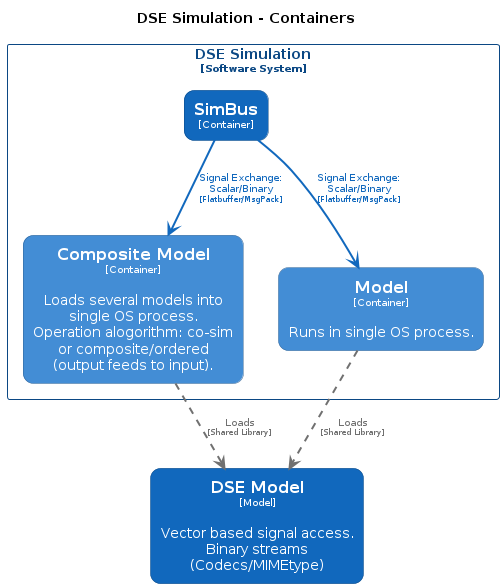 DSE Simulation - Containers
DSE Simulation
[Software System]
SimBus
[Container]
Signal Exchange:
Scalar/Binary
[Flatbuffer/MsgPack]
Signal Exchange:
Scalar/Binary
[Flatbuffer/MsgPack]
Composite Model
[Container]
Loads several models into
single OS process.
Operation alogorithm: co-sim
or composite/ordered
(output feeds to input).
Model
[Container]
Runs in single OS process.
Loads
[Shared Library]
Loads
[Shared Library]
DSE Model
[Model]
Vector based signal access.
Binary streams
(Codecs/MIMEtype)